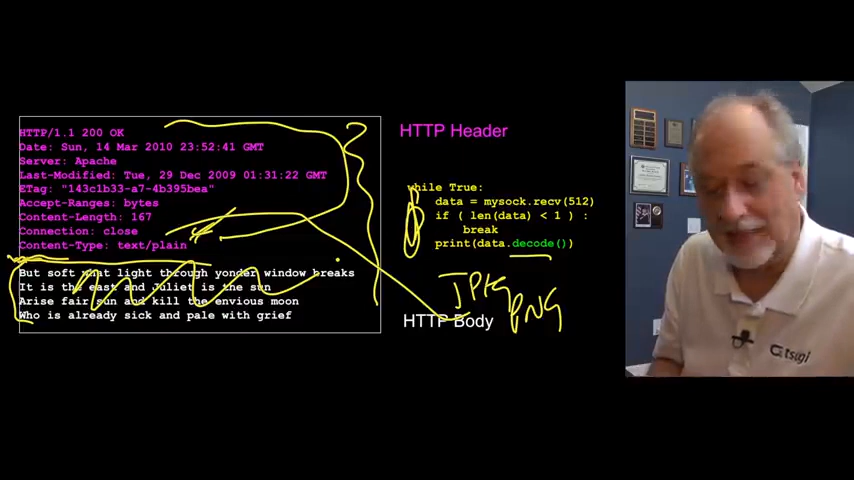 HTTP/1.1 200 OK
Date: Sun, 14 Mar 2010 23:52:41 GMT
Server: Apache
Last-Modified: Tue, 29 Dec 2009 01:31:22 GMT
ETag: "143c1b33-a7-4b395bea"
Accept-Ranges: bytes
Content-Length: 167
Connection: close
Content-Type: text/plain
But soft what light through yonder window breaks
It is the east and Juliet is the sun
Arise fair sun and kill the envious moon
Who is already sick and pale with grief
HTTP Header
while True:
data = mysock.recv(512)
if ( len(data) < 1 ) :
break
print(data.decode())
JPEG
PNG
HTTP Body
tsugi